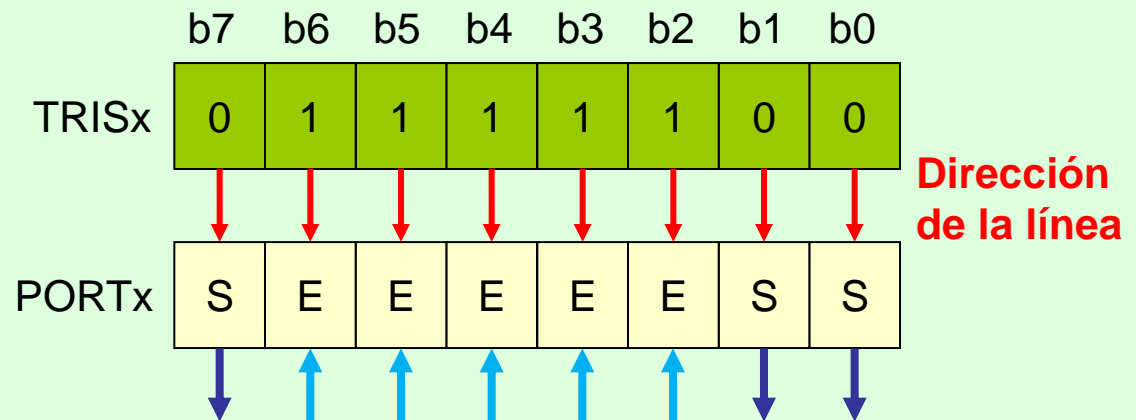 b7 b6 b5 b4 b3 b2 b1 b0
TRISx 0 1 1 1 1 1 0 0
Dirección
de la línea
PORTx S E E E E E S S